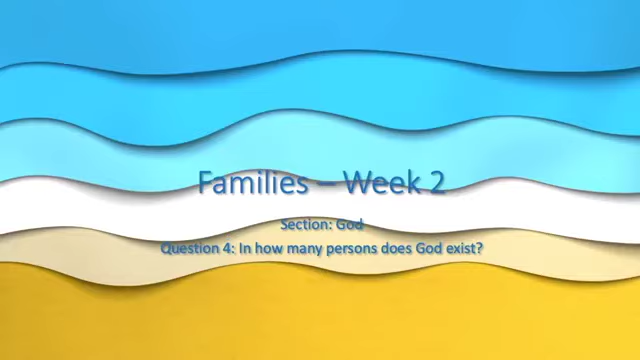 Families – Week 2
Section: God
Question 4: In how many persons does God exist?